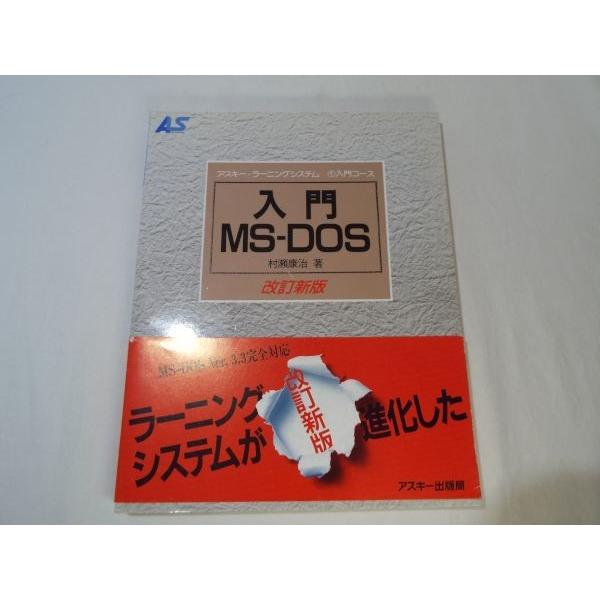 AS
アスキー・ラーニングシステム ①入門コース
入門
MS-DOS
村瀬康治 著
改訂新版
MS-DOS Ver. 3.3完全対応
ラーニング
システムが
改訂新版
進化した
アスキー出版局